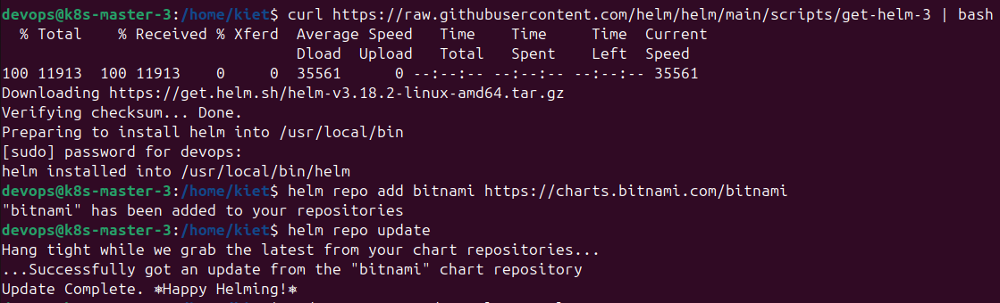 devops@k8s-master-3:/home/kiet$ curl https://raw.githubusercontent.com/helm/helm/main/scripts/get-helm-3 | bash
% Total % Received % Xferd Average Speed Time Time Time Current
Dload Upload Total Spent Left Speed
100 11913 100 11913 0 0 35561 0 --:--:-- --:--:-- --:--:-- 35561
Downloading https://get.helm.sh/helm-v3.18.2-linux-amd64.tar.gz
Verifying checksum... Done.
Preparing to install helm into /usr/local/bin
[sudo] password for devops:
helm installed into /usr/local/bin/helm
devops@k8s-master-3:/home/kiet$ helm repo add bitnami https://charts.bitnami.com/bitnami
"bitnami" has been added to your repositories
devops@k8s-master-3:/home/kiet$ helm repo update
Hang tight while we grab the latest from your chart repositories...
...Successfully got an update from the "bitnami" chart repository
Update Complete. ⎈Happy Helming!⎈